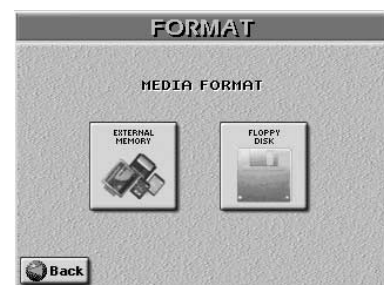 FORMAT
MEDIA FORMAT
EXTERNAL
MEMORY
FLOPPY
DISK
Back